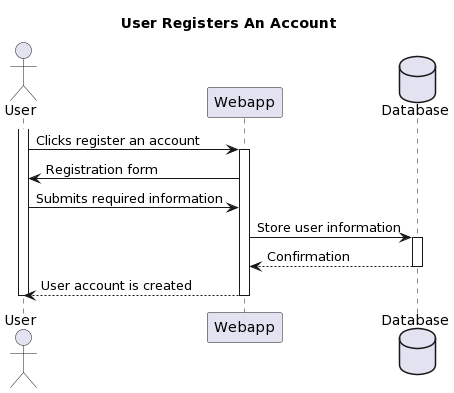 User Registers An Account
User
Webapp
Database
Clicks register an account
Registration form
Submits required information
Store user information
Confirmation
User account is created
User
Webapp
Database